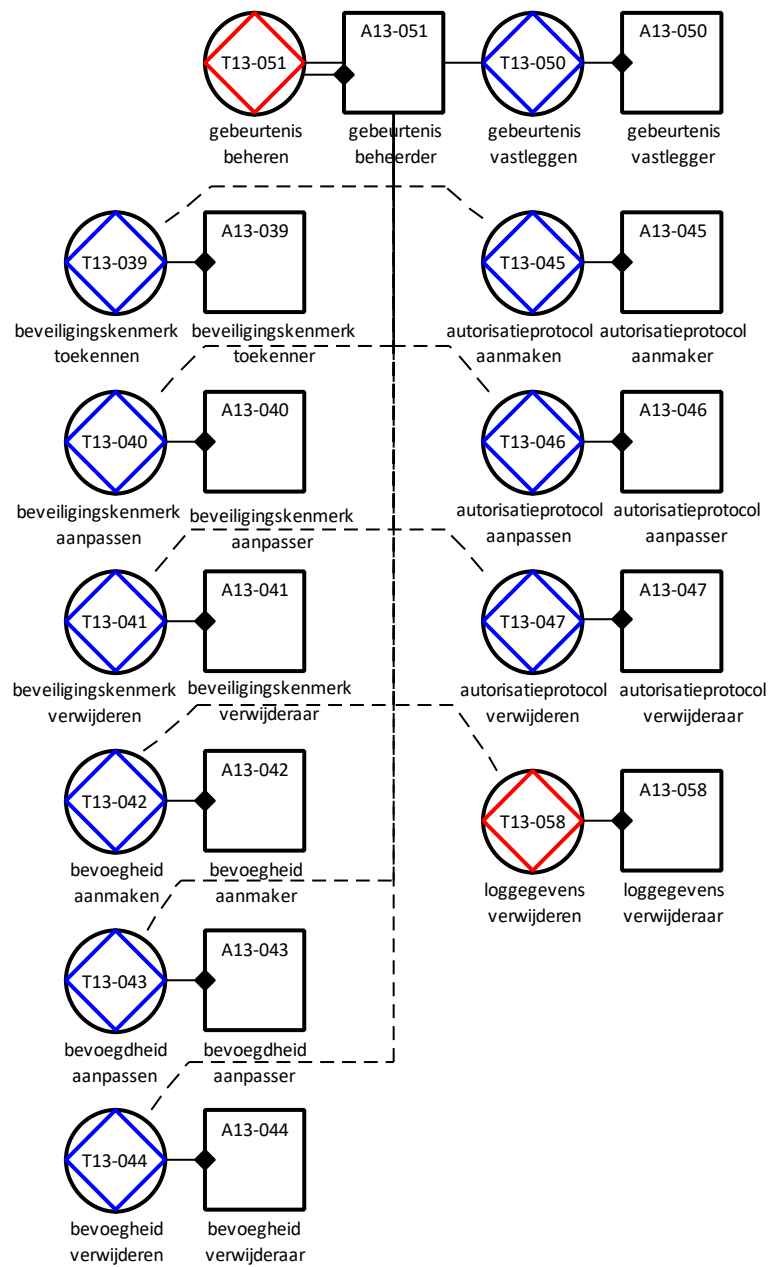 T13-051
A13-051
T13-050
A13-050
gebeurtenis
beheren
gebeurtenis
beheerder
gebeurtenis
vastleggen
gebeurtenis
vastlegger
T13-039
A13-039
T13-045
A13-045
beveiligingskenmerk
toekennen
beveiligingskenmerk
toekenner
autorisatieprotocol
aanmaken
autorisatieprotocol
aanmaker
T13-040
A13-040
T13-046
A13-046
beveiligingskenmerk
aanpassen
beveiligingskenmerk
aanpasser
autorisatieprotocol
aanpassen
autorisatieprotocol
aanpasser
T13-041
A13-041
T13-047
A13-047
beveiligingskenmerk
verwijderen
beveiligingskenmerk
verwijderaar
autorisatieprotocol
verwijderen
autorisatieprotocol
verwijderaar
T13-042
A13-042
T13-058
A13-058
bevoegheid
aanmaken
bevoegheid
aanmaker
loggegevens
verwijderen
loggegevens
verwijderaar
T13-043
A13-043
bevoegdheid
aanpassen
bevoegdheid
aanpasser
T13-044
A13-044
bevoegheid
verwijderen
bevoegheid
verwijderaar